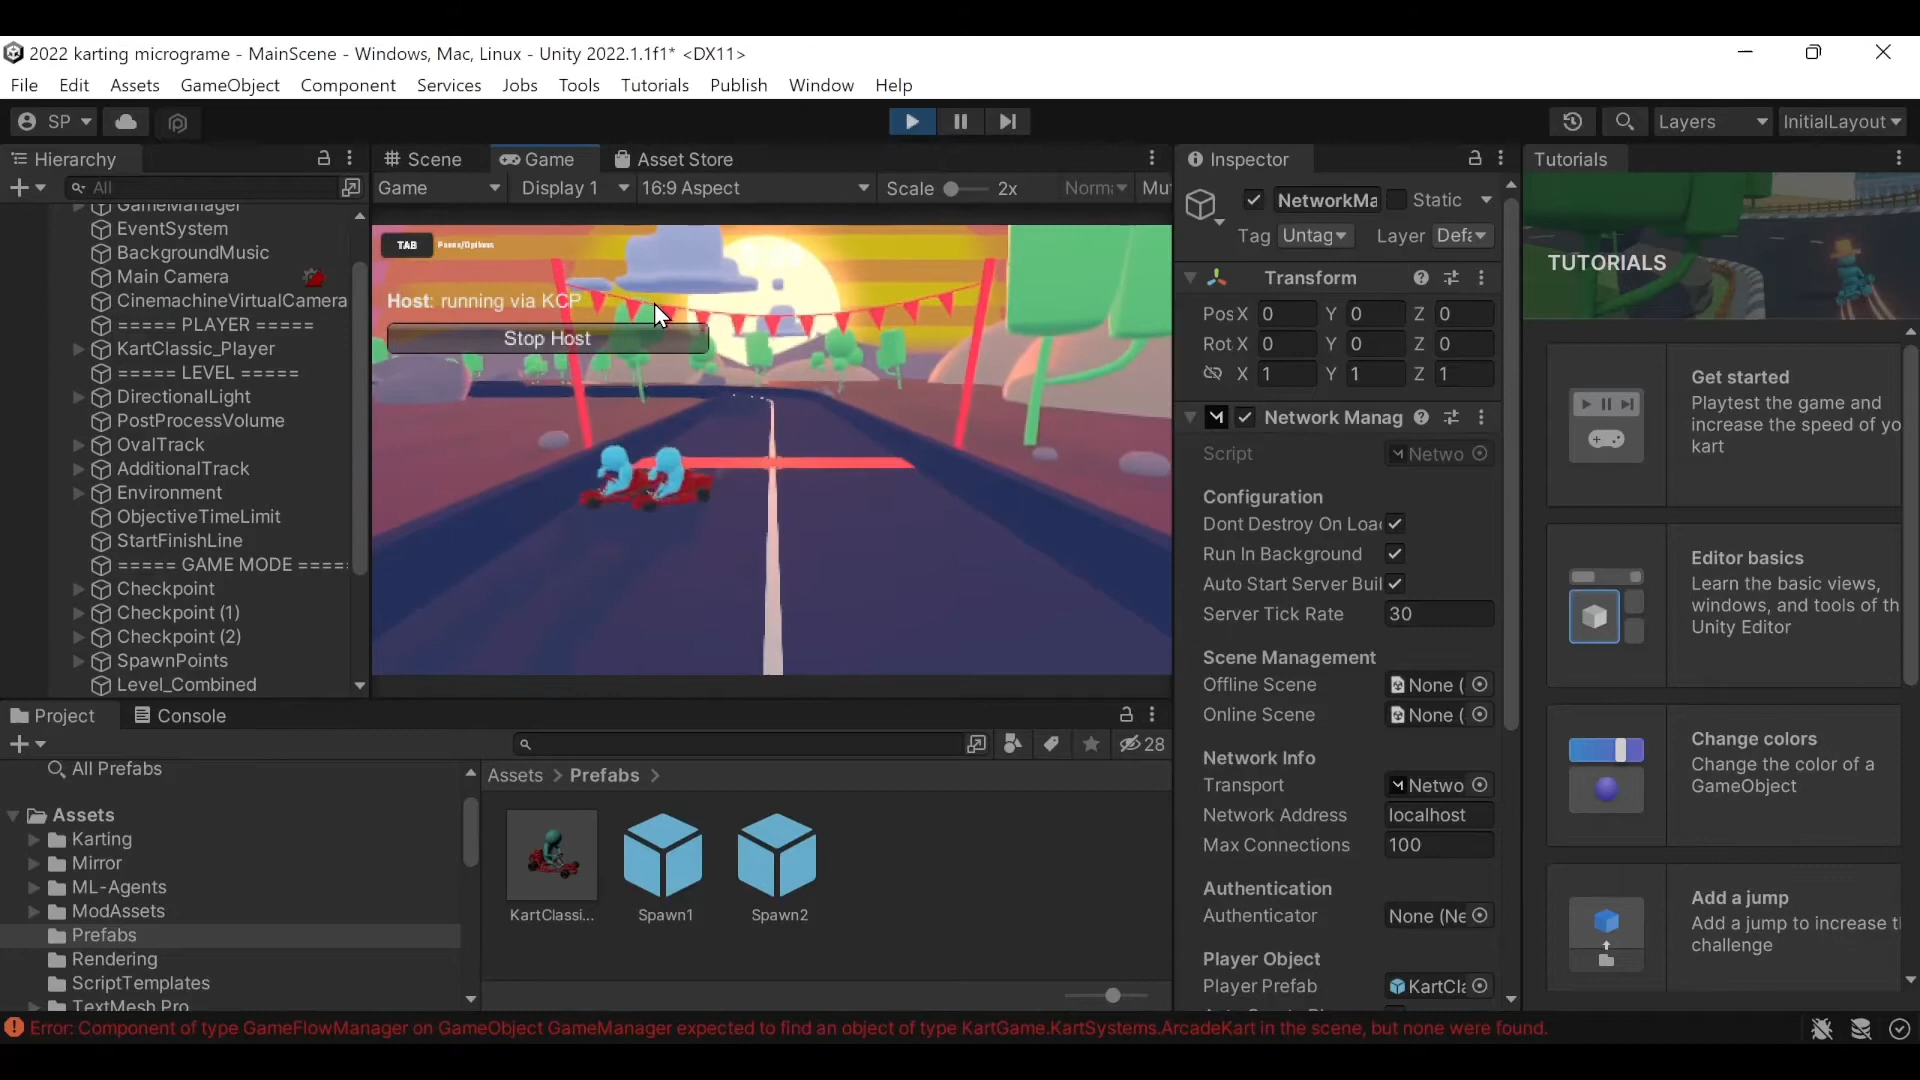 2022 karting micrograme - MainScene - Windows, Mac, Linux - Unity 2022.1.1f1* <DX11>
File Edit Assets GameObject Component Services Jobs Tools Tutorials Publish Window Help
SP
Layers
InitialLayout
Hierarchy
All
GameManager
EventSystem
BackgroundMusic
Main Camera
CinemachineVirtualCamera
===== PLAYER =====
KartClassic_Player
===== LEVEL =====
DirectionalLight
PostProcessVolume
OvalTrack
AdditionalTrack
Environment
ObjectiveTimeLimit
StartFinishLine
===== GAME MODE ====
Checkpoint
Checkpoint (1)
Checkpoint (2)
SpawnPoints
Level_Combined
Scene
Game
Asset Store
Game
Display 1
16:9 Aspect
Scale
2x
Norm
Mu
TAB
Pause/Options
Host: running via KCP
Stop Host
Inspector
NetworkMa
Static
Tag
Untag
Layer
Defa
Transform
Pos X 0 Y 0 Z 0
Rot X 0 Y 0 Z 0
X 1 Y 1 Z 1
Network Manag
Script
Netwo
Configuration
Dont Destroy On Loa
Run In Background
Auto Start Server Buil
Server Tick Rate
30
Scene Management
Offline Scene
None (
Online Scene
None (
Network Info
Transport
Netwo
Network Address
localhost
Max Connections
100
Authentication
Authenticator
None (Ne
Player Object
Player Prefab
KartCla
Tutorials
TUTORIALS
Get started
Playtest the game and
increase the speed of yo
kart
Editor basics
Learn the basic views,
windows, and tools of th
Unity Editor
Change colors
Change the color of a
GameObject
Add a jump
Add a jump to increase t
challenge
Project
Console
28
All Prefabs
Assets
Karting
Mirror
ML-Agents
ModAssets
Prefabs
Rendering
ScriptTemplates
TextMesh Pro
Assets > Prefabs >
KartClassi...
Spawn1
Spawn2
Error: Component of type GameFlowManager on GameObject GameManager expected to find an object of type KartGame.KartSystems.ArcadeKart in the scene, but none were found.